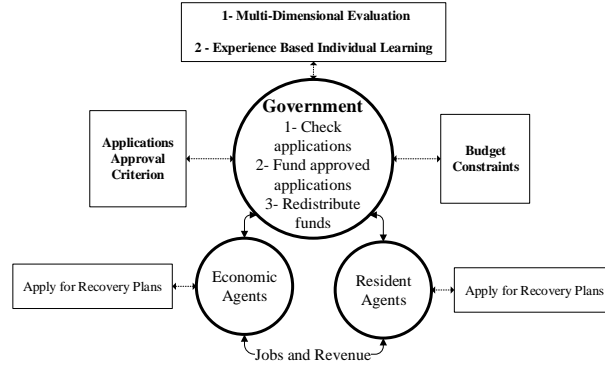 1- Multi-Dimensional Evaluation
2 - Experience Based Individual Learning
Government
1- Check
applications
2- Fund approved
applications
3- Redistribute
funds
Applications
Approval
Criterion
Budget
Constraints
Economic
Agents
Resident
Agents
Apply for Recovery Plans
Apply for Recovery Plans
Jobs and Revenue